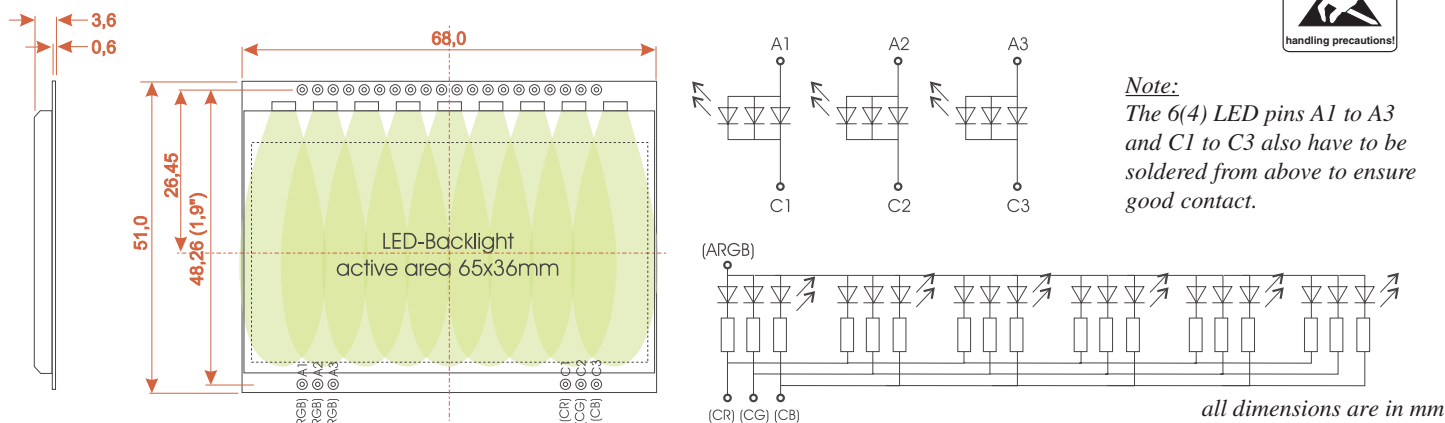 3,6
0,6
68,0
51,0
26,45
48,26 (1,9")
LED-Backlight
active area 65x36mm
A1
A2
A3
C1
C2
C3
(CR)
(CG)
(CB)
A1 A2 A3
C1 C2 C3
(ARGB)
(CR) (CG) (CB)
handling precautions!
Note:
The 6(4) LED pins A1 to A3
and C1 to C3 also have to be
soldered from above to ensure
good contact.
all dimensions are in mm